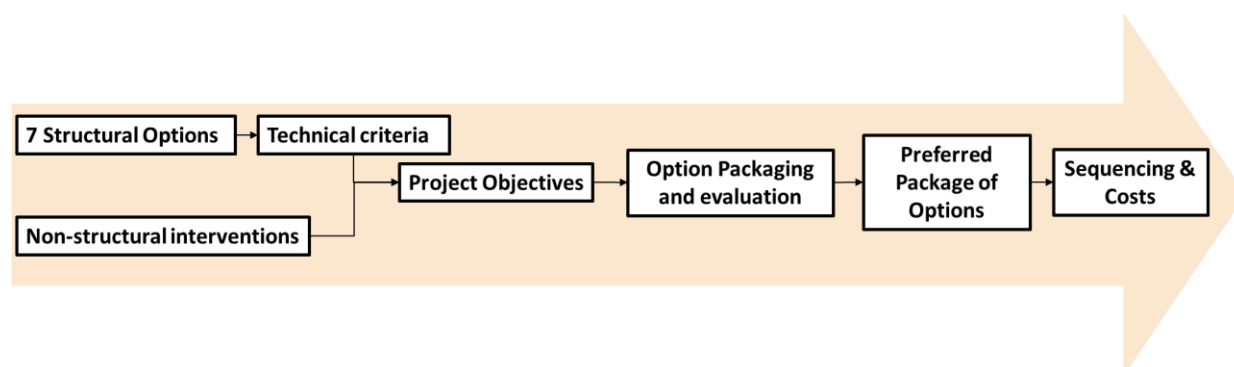 7 Structural Options
Technical criteria
Non-structural interventions
Project Objectives
Option Packaging
and evaluation
Preferred
Package of
Options
Sequencing &
Costs